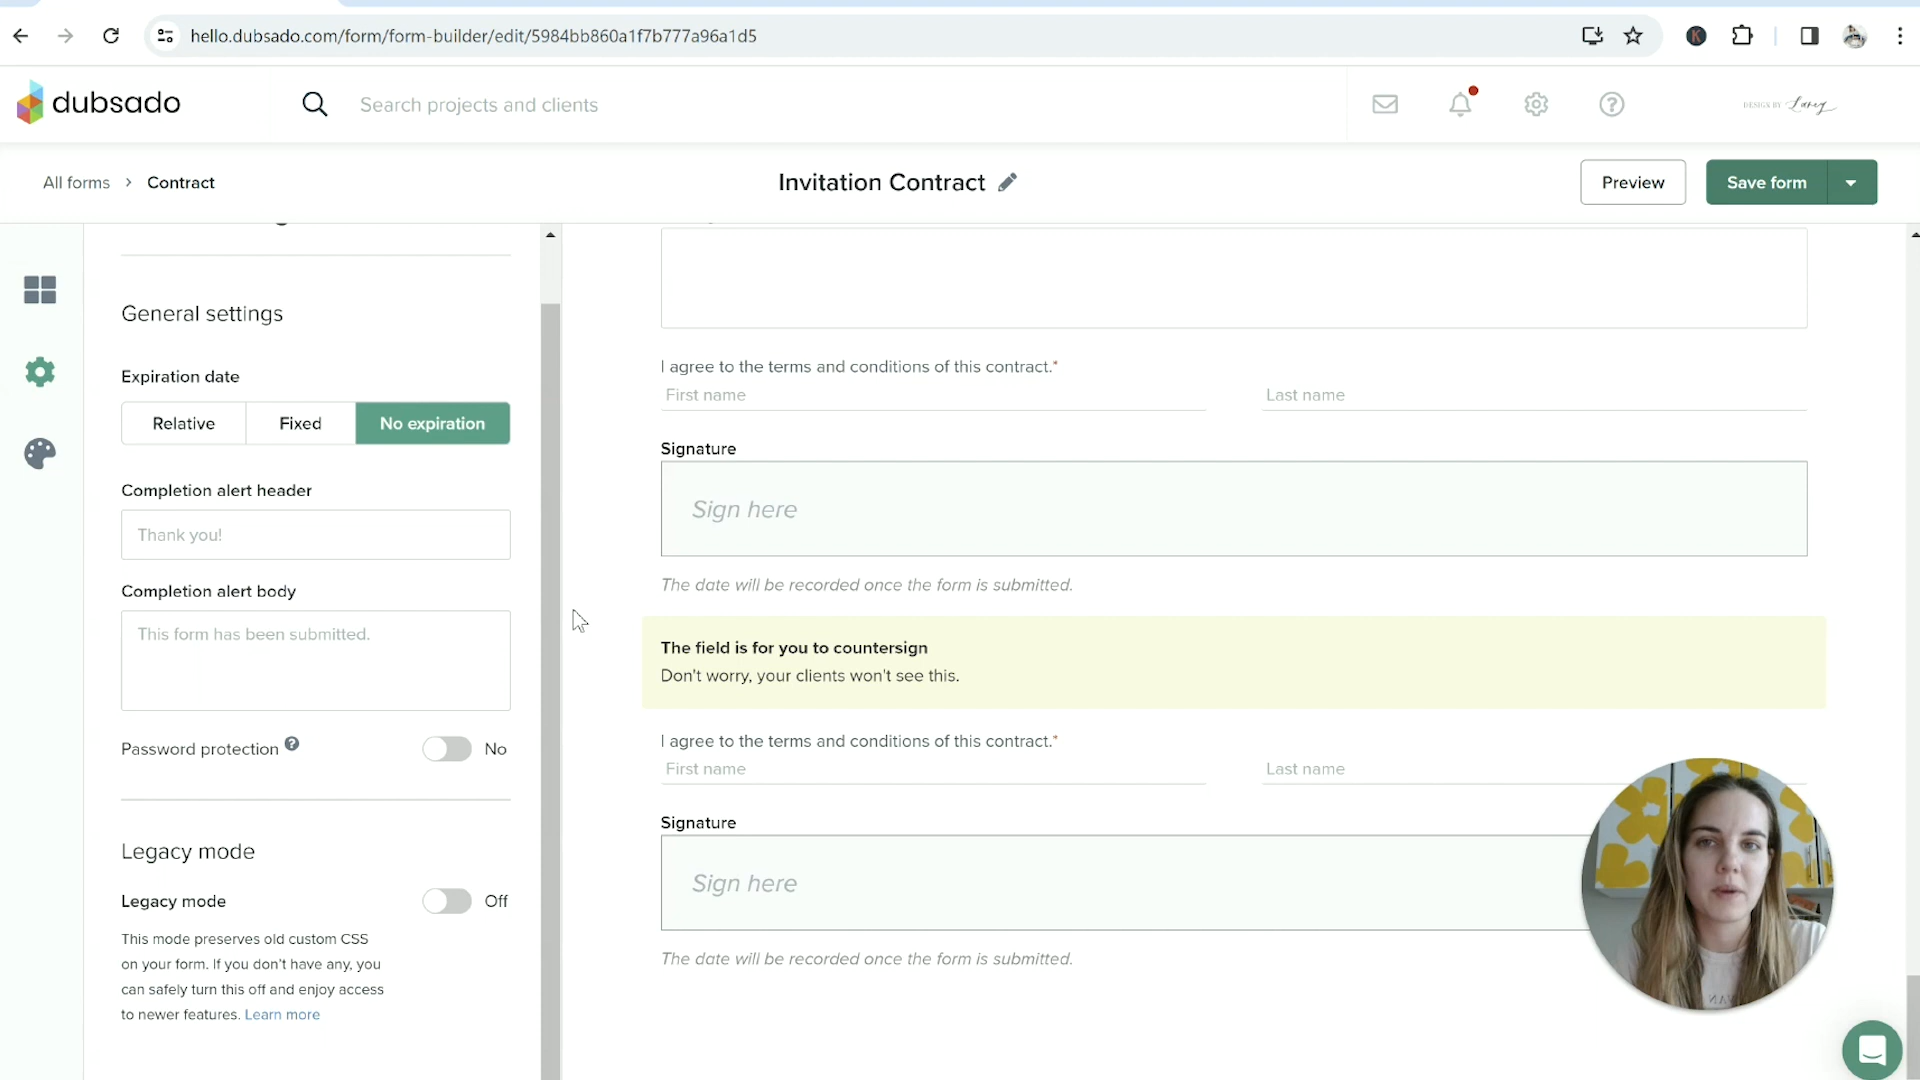 hello.dubsado.com/form/form-builder/edit/5984bb860a1f7b777a96a1d5
K
dubsado
Search projects and clients
DESIGN BY Laney
All forms > Contract
Invitation Contract
Preview
Save form
General settings
Expiration date
Relative
Fixed
No expiration
Completion alert header
Thank you!
Completion alert body
This form has been submitted.
Password protection ?
No
Legacy mode
Legacy mode
Off
This mode preserves old custom CSS
on your form. If you don't have any, you
can safely turn this off and enjoy access
to newer features. Learn more
I agree to the terms and conditions of this contract.*
First name
Last name
Signature
Sign here
The date will be recorded once the form is submitted.
The field is for you to countersign
Don't worry, your clients won't see this.
I agree to the terms and conditions of this contract.*
First name
Last name
Signature
Sign here
The date will be recorded once the form is submitted.